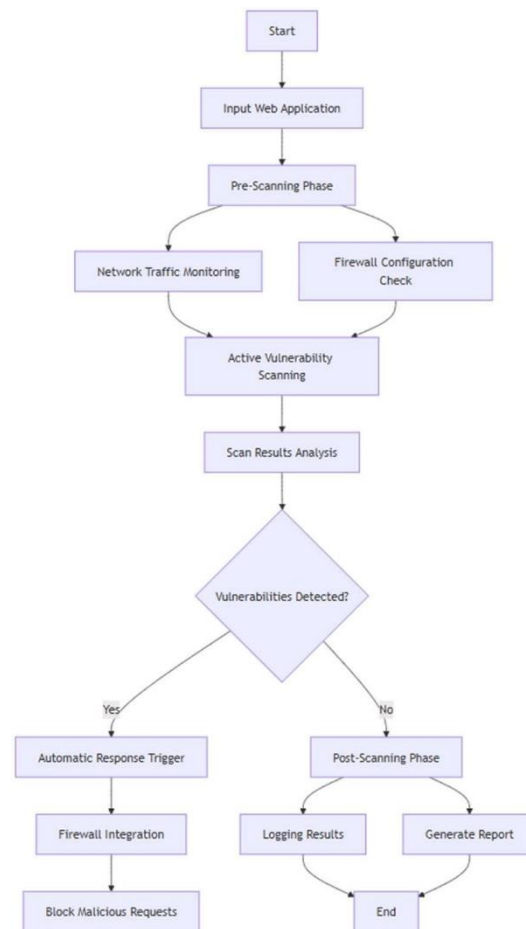 Start
Input Web Application
Pre-Scanning Phase
Network Traffic Monitoring
Firewall Configuration
Check
Active Vulnerability
Scanning
Scan Results Analysis
Vulnerabilities Detected?
Yes
No
Automatic Response Trigger
Post-Scanning Phase
Firewall Integration
Logging Results
Generate Report
Block Malicious Requests
End